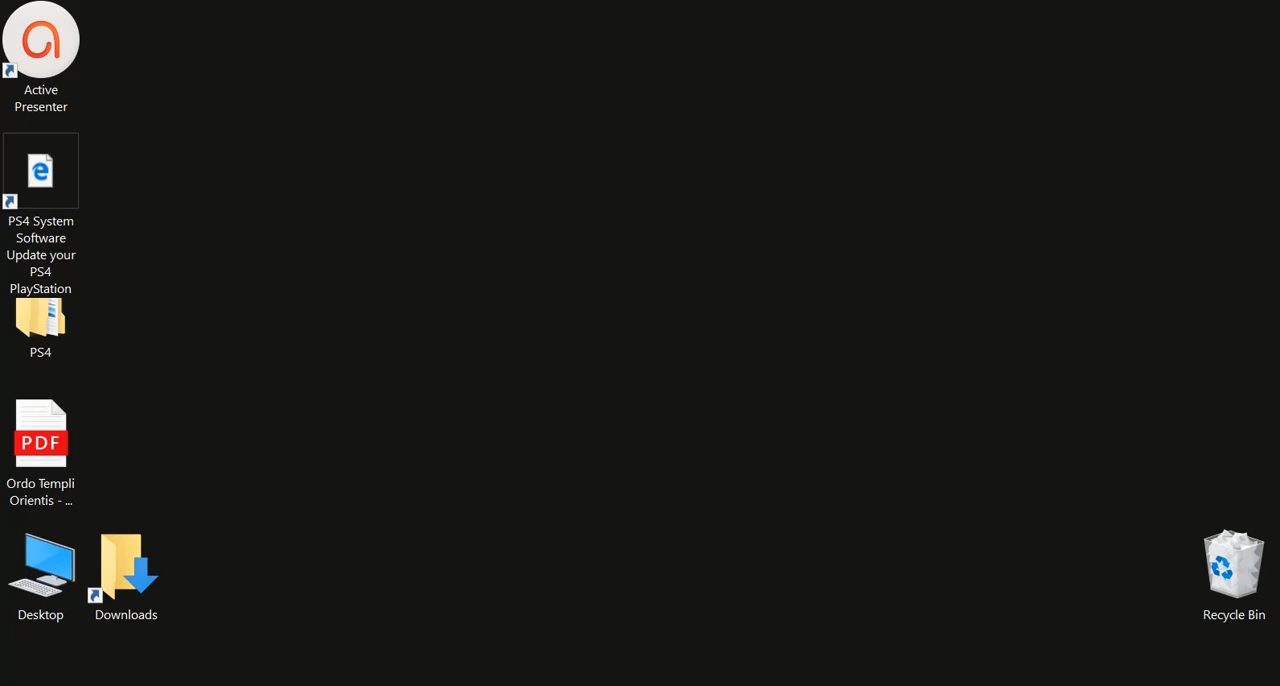 Active
Presenter
PS4 System
Software
Update your
PS4
PlayStation
PS4
PDF
Ordo Templi
Orientis - ...
Desktop
Downloads
Recycle Bin